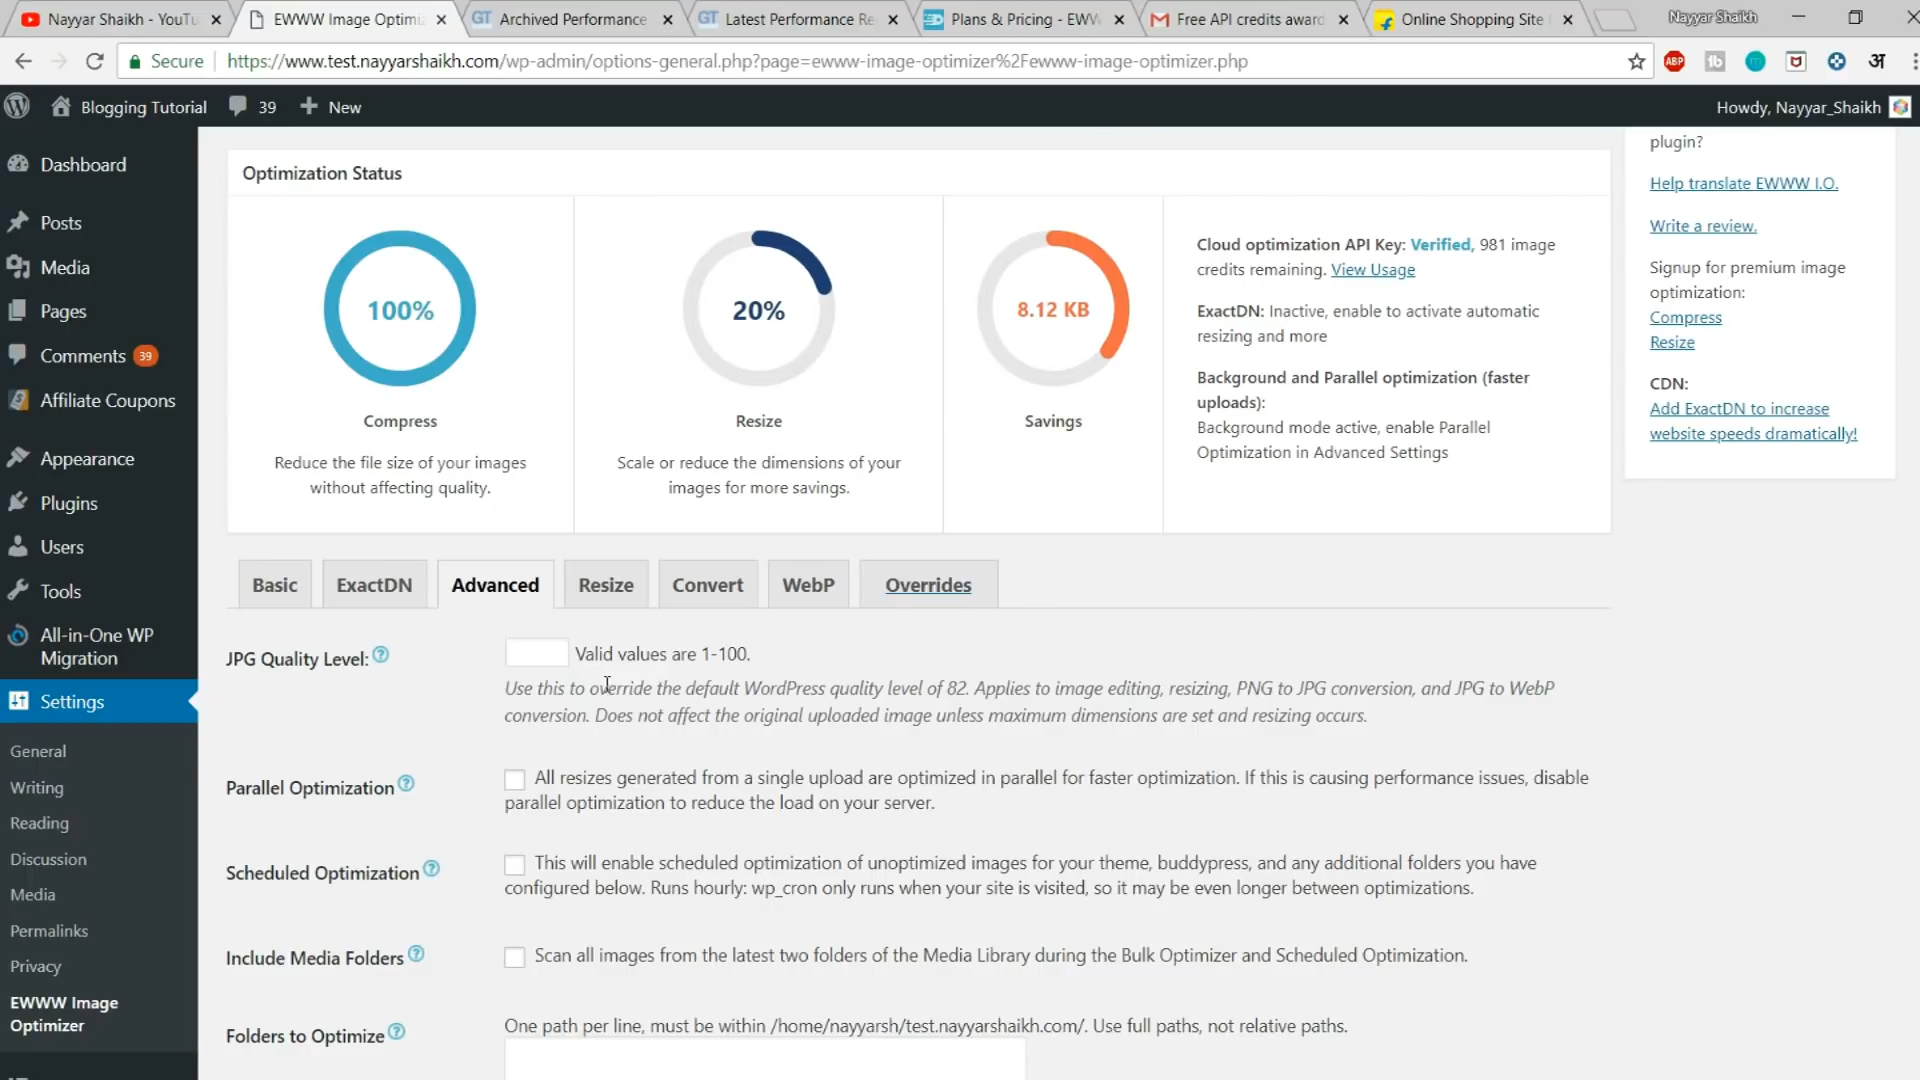 Nayyar Shaikh - YouTu
EWWW Image Optimi
GT Archived Performance
GT Latest Performance Re
Plans & Pricing - EWW
Free API credits award
Online Shopping Site
Nayyar Shaikh
Secure
https://www.test.nayyarshaikh.com/wp-admin/options-general.php?page=ewww-image-optimizer%2Fewww-image-optimizer.php
ABP
अ
Blogging Tutorial
39
New
Howdy, Nayyar_Shaikh
Dashboard
Posts
Media
Pages
Comments 39
Affiliate Coupons
Appearance
Plugins
Users
Tools
All-in-One WP
Migration
Settings
General
Writing
Reading
Discussion
Media
Permalinks
Privacy
EWWW Image
Optimizer
Optimization Status
100%
Compress
Reduce the file size of your images
without affecting quality.
20%
Resize
Scale or reduce the dimensions of your
images for more savings.
8.12 KB
Savings
Cloud optimization API Key: Verified, 981 image
credits remaining. View Usage
ExactDN: Inactive, enable to activate automatic
resizing and more
Background and Parallel optimization (faster
uploads):
Background mode active, enable Parallel
Optimization in Advanced Settings
plugin?
Help translate EWWW I.O.
Write a review.
Signup for premium image
optimization:
Compress
Resize
CDN:
Add ExactDN to increase
website speeds dramatically!
Basic
ExactDN
Advanced
Resize
Convert
WebP
Overrides
JPG Quality Level:
Valid values are 1-100.
Use this to override the default WordPress quality level of 82. Applies to image editing, resizing, PNG to JPG conversion, and JPG to WebP
conversion. Does not affect the original uploaded image unless maximum dimensions are set and resizing occurs.
Parallel Optimization
All resizes generated from a single upload are optimized in parallel for faster optimization. If this is causing performance issues, disable
parallel optimization to reduce the load on your server.
Scheduled Optimization
This will enable scheduled optimization of unoptimized images for your theme, buddypress, and any additional folders you have
configured below. Runs hourly: wp_cron only runs when your site is visited, so it may be even longer between optimizations.
Include Media Folders
Scan all images from the latest two folders of the Media Library during the Bulk Optimizer and Scheduled Optimization.
Folders to Optimize
One path per line, must be within /home/nayyarsh/test.nayyarshaikh.com/. Use full paths, not relative paths.